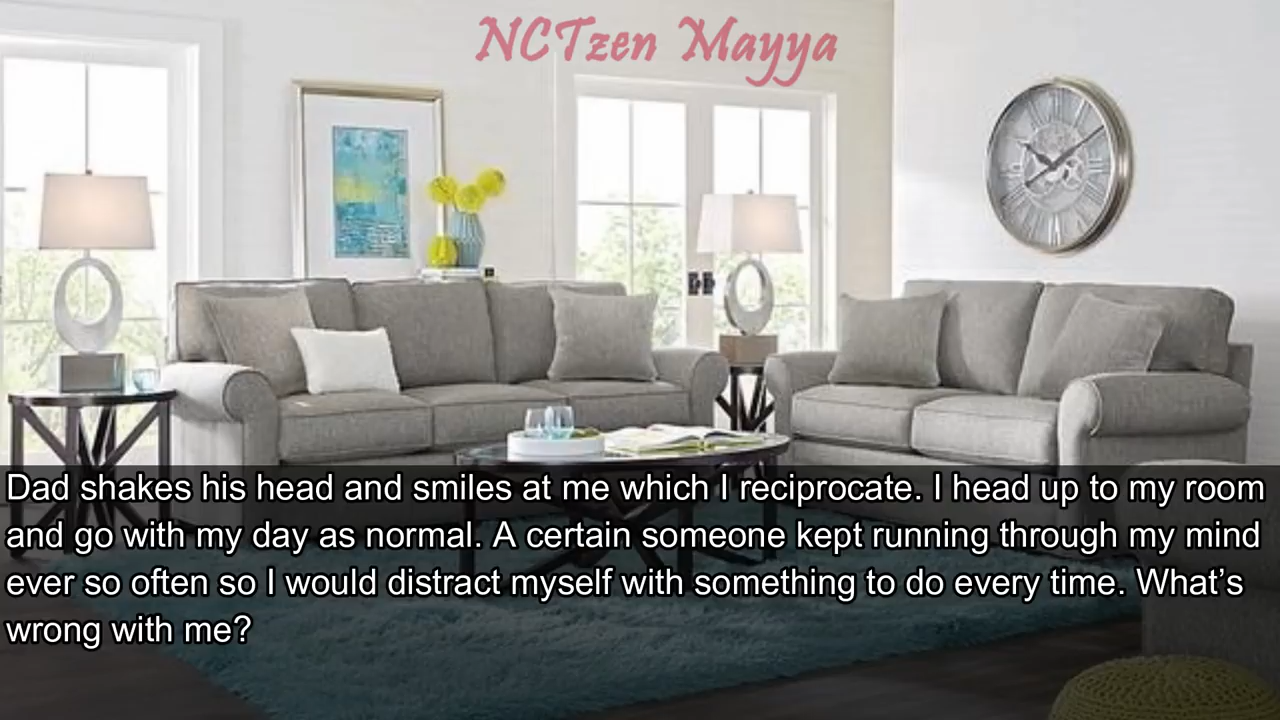 NCTzen Mayya
Dad shakes his head and smiles at me which I reciprocate. I head up to my room
and go with my day as normal. A certain someone kept running through my mind
ever so often so I would distract myself with something to do every time. What’s
wrong with me?